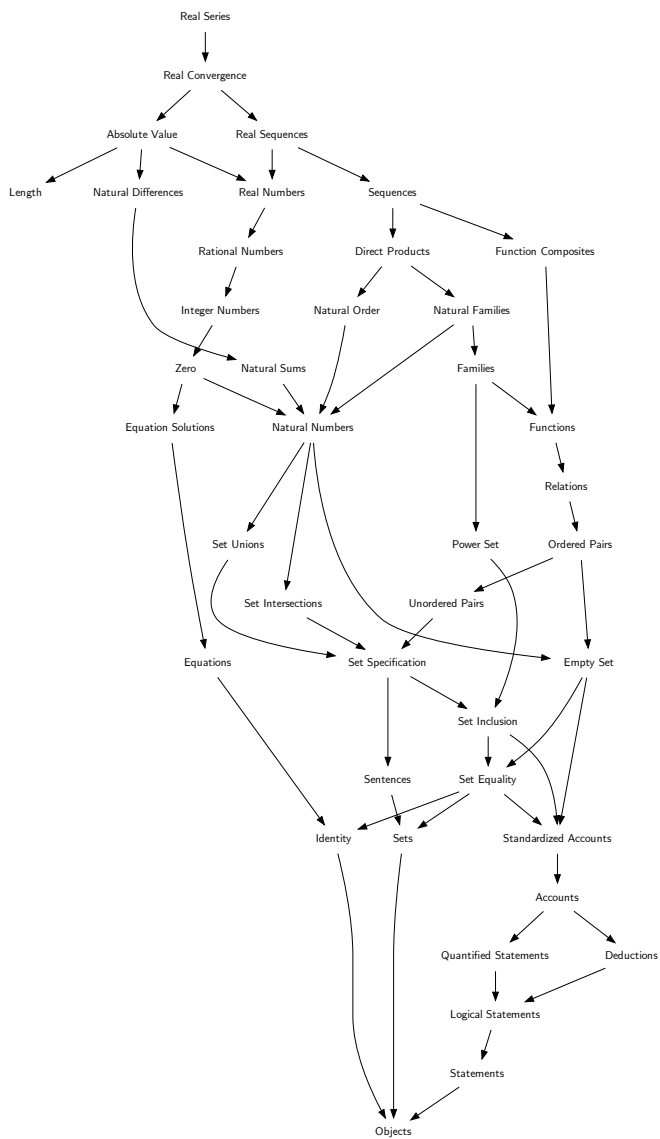 Real Series
Real Convergence
Absolute Value
Real Sequences
Length
Natural Differences
Real Numbers
Sequences
Rational Numbers
Direct Products
Function Composites
Integer Numbers
Natural Order
Natural Families
Zero
Natural Sums
Families
Equation Solutions
Natural Numbers
Functions
Relations
Set Unions
Power Set
Ordered Pairs
Set Intersections
Unordered Pairs
Equations
Set Specification
Empty Set
Set Inclusion
Sentences
Set Equality
Identity
Sets
Standardized Accounts
Accounts
Quantified Statements
Deductions
Logical Statements
Statements
Objects